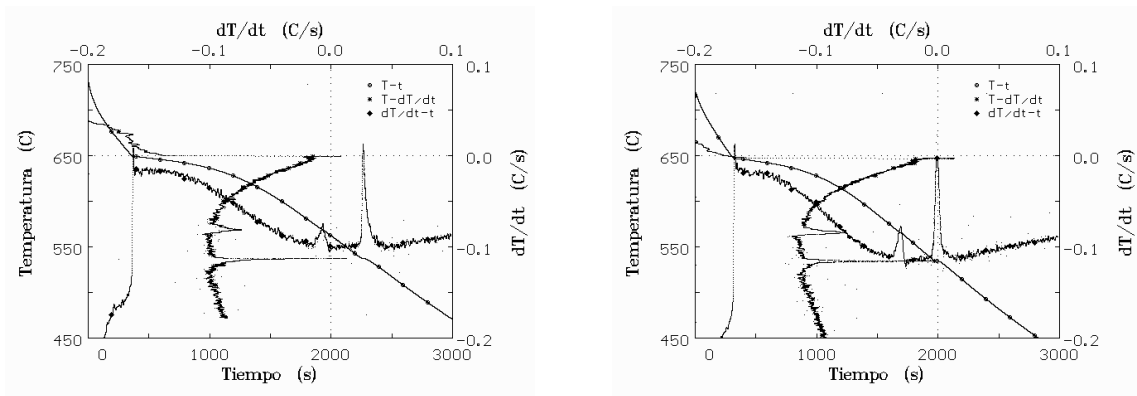 dT/dt (C/s)
-0.2 -0.1 0.0 0.1
750 0.1
T-t
T-dT/dt
dT/dt-t
650 0.0
Temperatura (C)
dT/dt (C/s)
550 -0.1
450 -0.2
0 1000 2000 3000
Tiempo (s)
dT/dt (C/s)
-0.2 -0.1 0.0 0.1
750 0.1
T-t
T-dT/dt
dT/dt-t
650 0.0
Temperatura (C)
dT/dt (C/s)
550 -0.1
450 -0.2
0 1000 2000 3000
Tiempo (s)